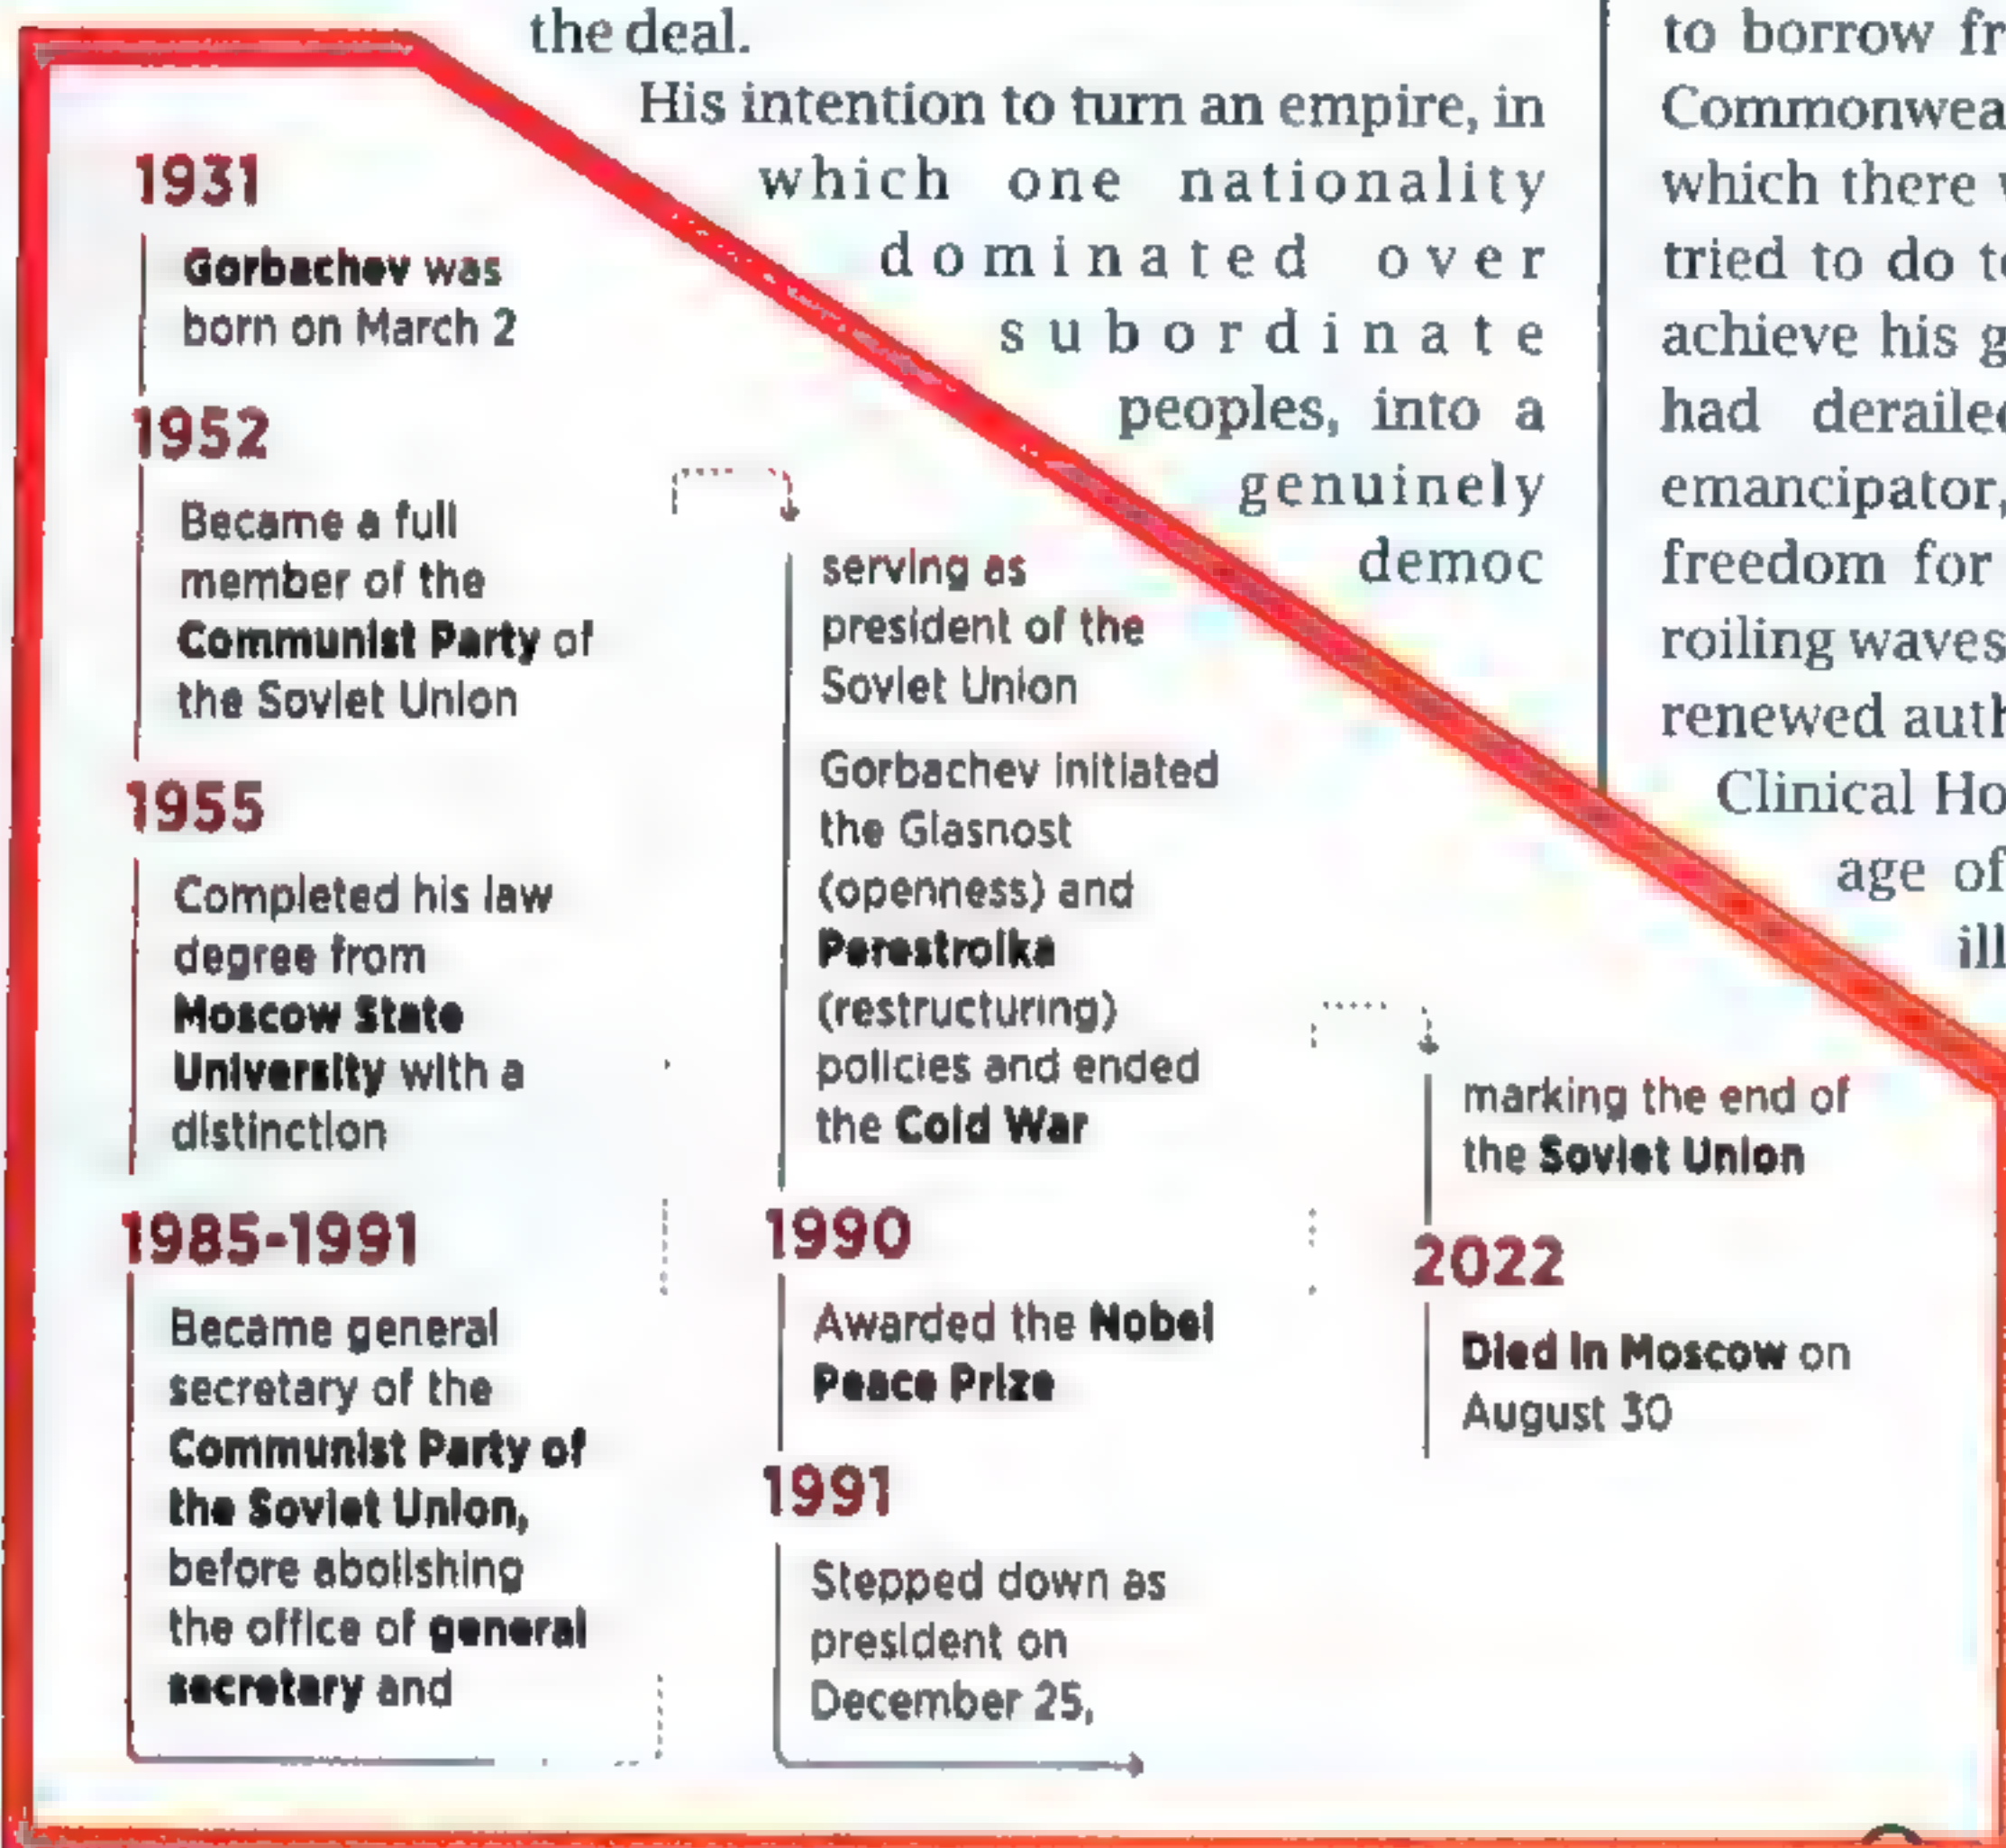 the deal.
His intention to turn an empire, in
which one nationality
dominated over
subordinate
peoples, into a
genuinely
democ
to borrow fr
Commonwea
which there
tried to do to
achieve his g
had derailed
emancipator,
freedom for
roiling waves
renewed auth
Clinical Ho
age of
ill
1931
Gorbachev was
born on March 2
1952
Became a full
member of the
Communist Party of
the Soviet Union
1955
Completed his law
degree from
Moscow State
University with a
distinction
1985-1991
Became general
secretary of the
Communist Party of
the Soviet Union,
before abolishing
the office of general
secretary and
serving as
president of the
Soviet Union
Gorbachev initiated
the Glasnost
(openness) and
Perestroika
(restructuring)
policies and ended
the Cold War
1990
Awarded the Nobel
Peace Prize
1991
Stepped down as
president on
December 25,
marking the end of
the Soviet Union
2022
Died in Moscow on
August 30